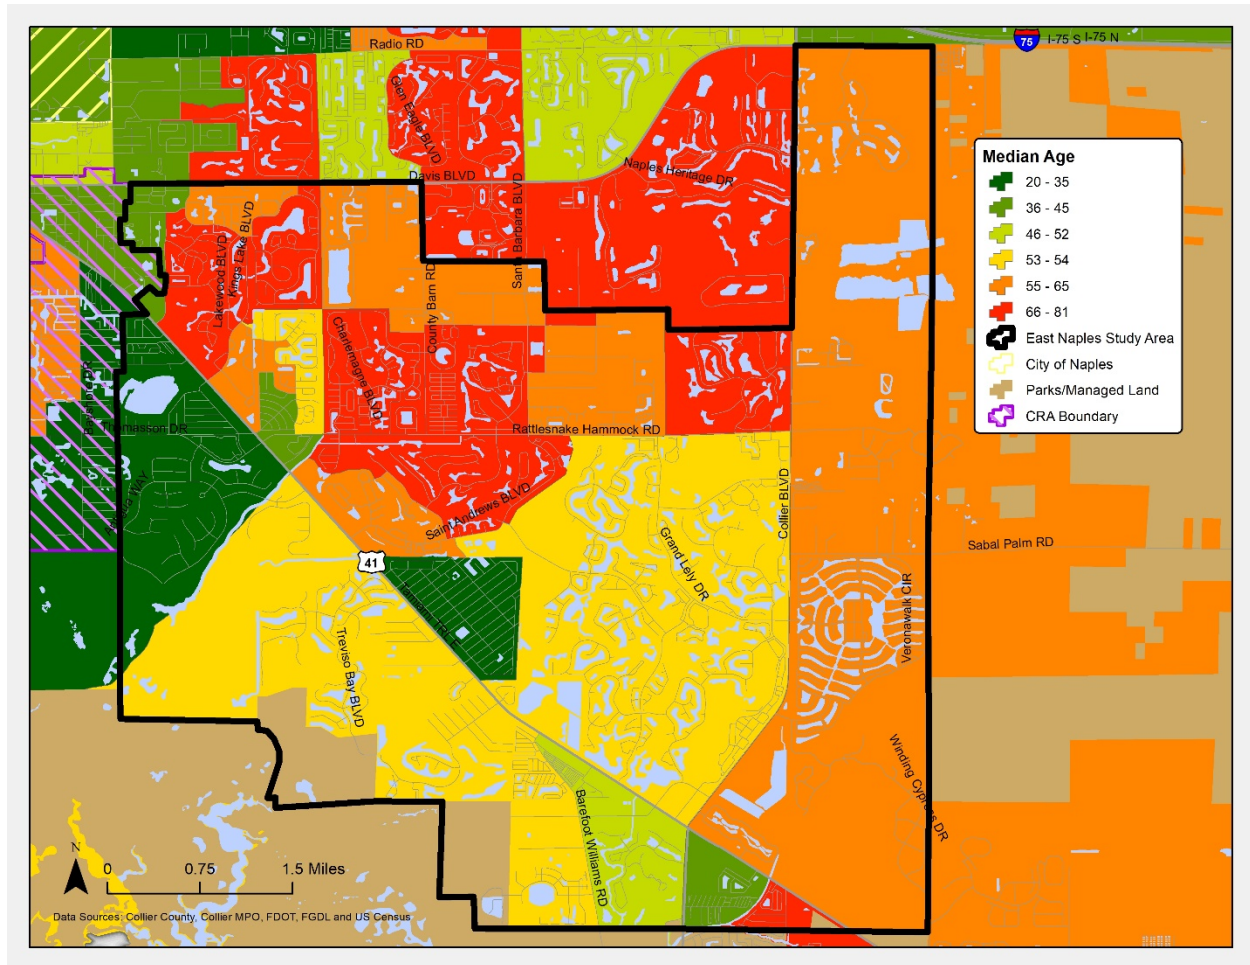 Radio RD
75
I-75 S
I-75 N
Glen Eagle BLVD
Davis BLVD
Naples Heritage DR
Santa Barbara BLVD
Lakewood BLVD
Kings Lake BLVD
County Barn RD
Charlemagne BLVD
Thomasson DR
Rattlesnake Hammock RD
Saint Andrews BLVD
Collier BLVD
Grand Lely DR
41
Sabal Palm RD
Veronawalk CIR
Treviso Bay BLVD
Winding Cypress DR
Barefoot Williams RD
Median Age
20 - 35
36 - 45
46 - 52
53 - 54
55 - 65
66 - 81
East Naples Study Area
City of Naples
Parks/Managed Land
CRA Boundary
N
0 0.75 1.5 Miles
Data Sources: Collier County, Collier MPO, FDOT, FGDL and US Census